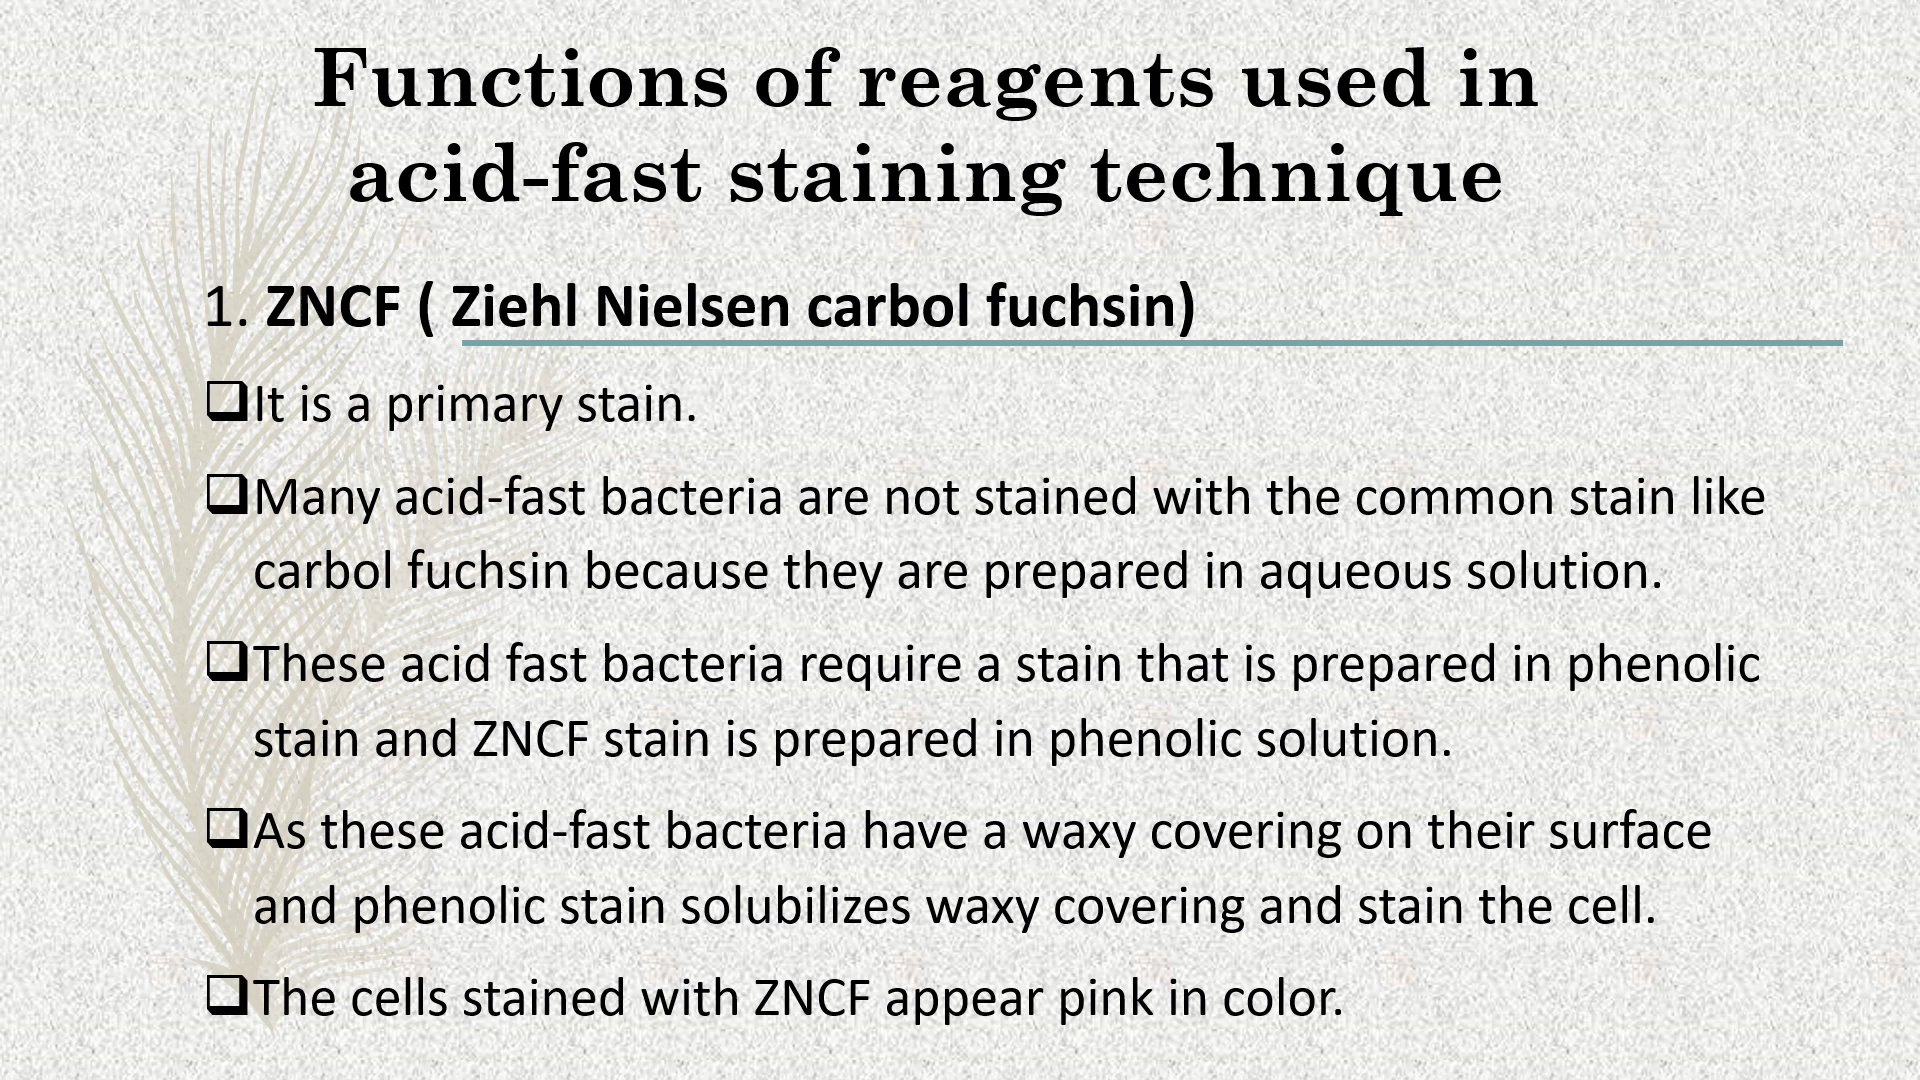 Functions of reagents used in
acid-fast staining technique
1. ZNCF ( Ziehl Nielsen carbol fuchsin)
❑It is a primary stain.
❑Many acid-fast bacteria are not stained with the common stain like
carbol fuchsin because they are prepared in aqueous solution.
❑These acid fast bacteria require a stain that is prepared in phenolic
stain and ZNCF stain is prepared in phenolic solution.
❑As these acid-fast bacteria have a waxy covering on their surface
and phenolic stain solubilizes waxy covering and stain the cell.
❑The cells stained with ZNCF appear pink in color.